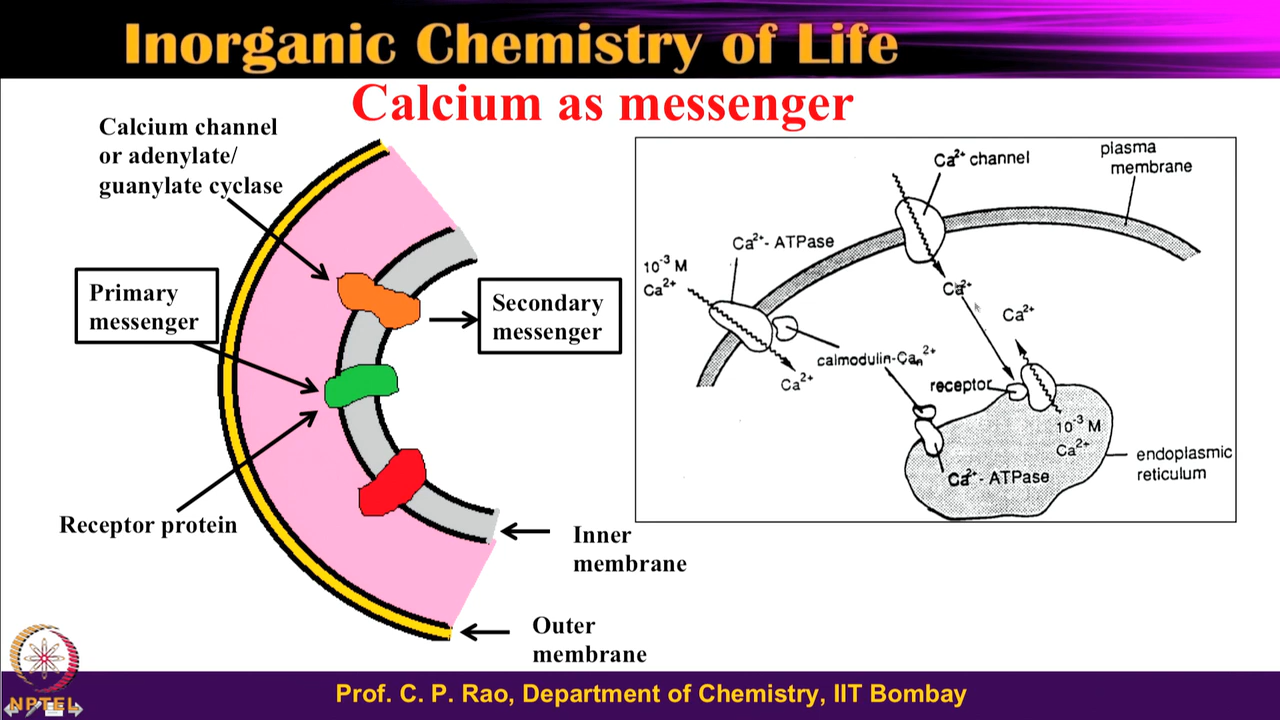 Inorganic Chemistry of Life
Calcium as messenger
Calcium channel
or adenylate/
guanylate cyclase
Primary
messenger
Secondary
messenger
Receptor protein
Inner
membrane
Outer
membrane
Ca²⁺ channel
plasma
membrane
Ca²⁺- ATPase
10⁻³ M
Ca²⁺
Ca²⁺
Ca²⁺
Ca²⁺
calmodulin-Caₙ²⁺
receptor
10⁻³ M
Ca²⁺
Ca²⁺- ATPase
endoplasmic
reticulum
NPTEL
Prof. C. P. Rao, Department of Chemistry, IIT Bombay